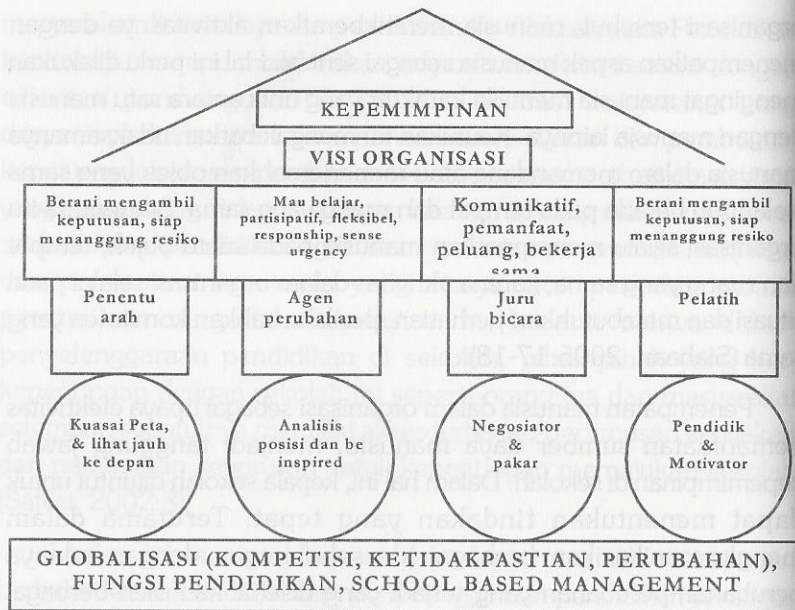 KEPEMIMPINAN
VISI ORGANISASI
Berani mengambil
keputusan, siap
menanggung resiko
Mau belajar,
partisipatif, fleksibel,
responship, sense
urgency
Komunikatif,
pemanfaat,
peluang, bekerja
sama
Berani mengambil
keputusan, siap
menanggung resiko
Penentu
arah
Agen
perubahan
Juru
bicara
Pelatih
Kuasai Peta,
& lihat jauh
ke depan
Analisis
posisi dan be
inspired
Negosiator
&
pakar
Pendidik
&
Motivator
GLOBALISASI (KOMPETISI, KETIDAKPASTIAN, PERUBAHAN),
FUNGSI PENDIDIKAN, SCHOOL BASED MANAGEMENT